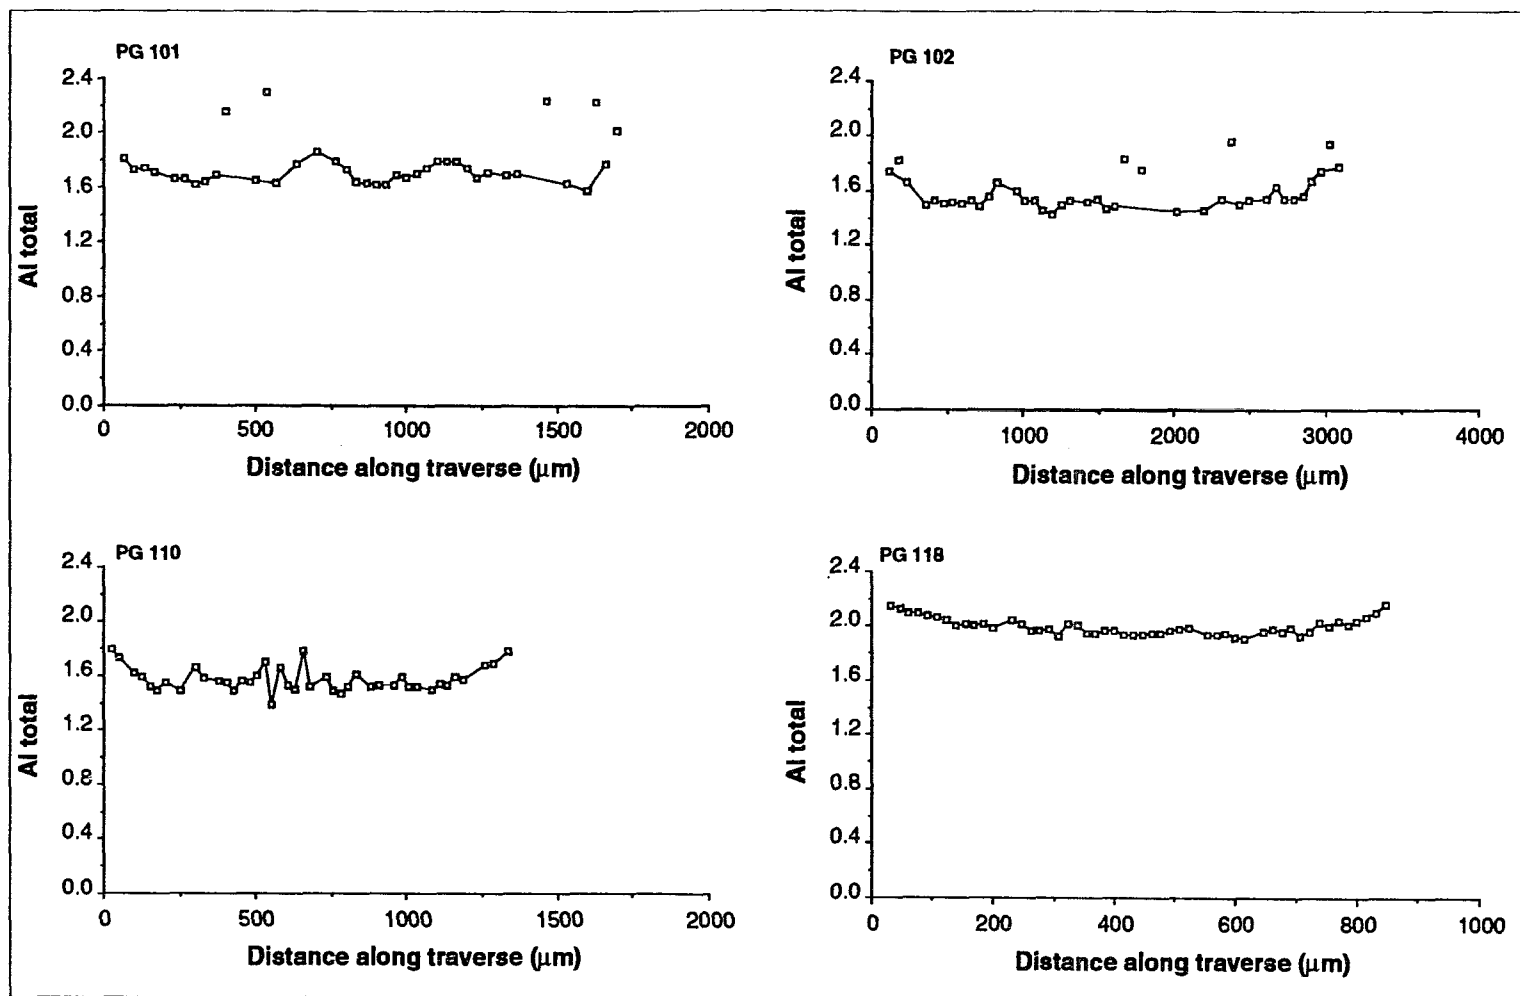 PG 101
2.4
2.0
1.6
1.2
0.8
0.4
0.0
Al total
0 500 1000 1500 2000
Distance along traverse (µm)
PG 102
2.4
2.0
1.6
1.2
0.8
0.4
0.0
Al total
0 1000 2000 3000 4000
Distance along traverse (µm)
PG 110
2.4
2.0
1.6
1.2
0.8
0.4
0.0
Al total
0 500 1000 1500 2000
Distance along traverse (µm)
PG 118
2.4
2.0
1.6
1.2
0.8
0.4
0.0
Al total
0 200 400 600 800 1000
Distance along traverse (µm)